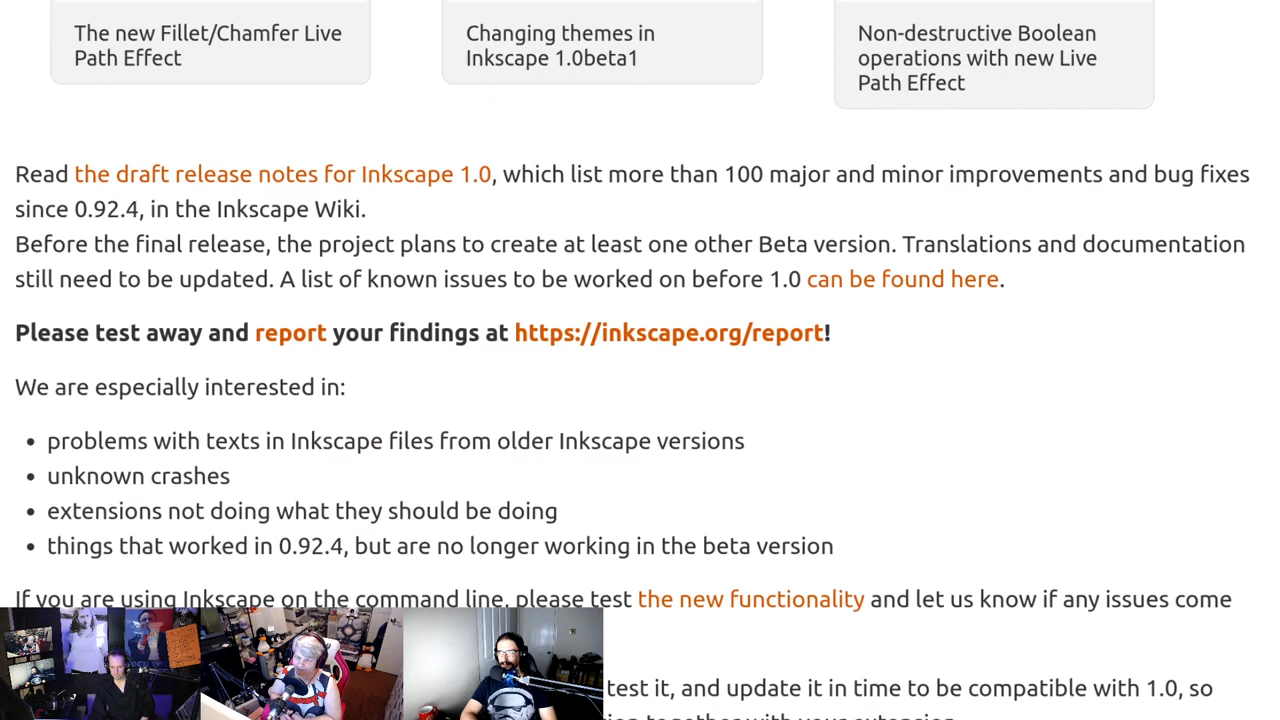 The new Fillet/Chamfer Live
Path Effect
Changing themes in
Inkscape 1.0beta1
Non-destructive Boolean
operations with new Live
Path Effect
Read the draft release notes for Inkscape 1.0, which list more than 100 major and minor improvements and bug fixes
since 0.92.4, in the Inkscape Wiki.
Before the final release, the project plans to create at least one other Beta version. Translations and documentation
still need to be updated. A list of known issues to be worked on before 1.0 can be found here.
Please test away and report your findings at https://inkscape.org/report!
We are especially interested in:
• problems with texts in Inkscape files from older Inkscape versions
• unknown crashes
• extensions not doing what they should be doing
• things that worked in 0.92.4, but are no longer working in the beta version
If you are using Inkscape on the command line, please test the new functionality and let us know if any issues come
test it, and update it in time to be compatible with 1.0, so
together with your extension